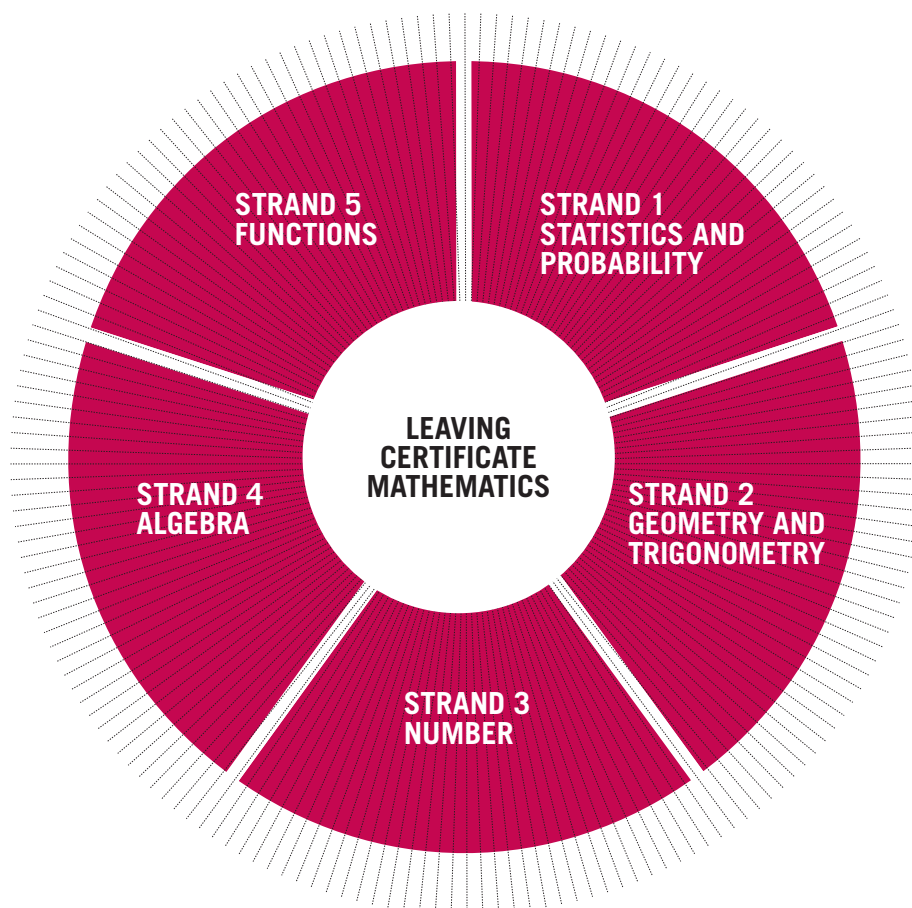 STRAND 5
FUNCTIONS
STRAND 1
STATISTICS AND
PROBABILITY
LEAVING
CERTIFICATE
MATHEMATICS
STRAND 4
ALGEBRA
STRAND 2
GEOMETRY AND
TRIGONOMETRY
STRAND 3
NUMBER